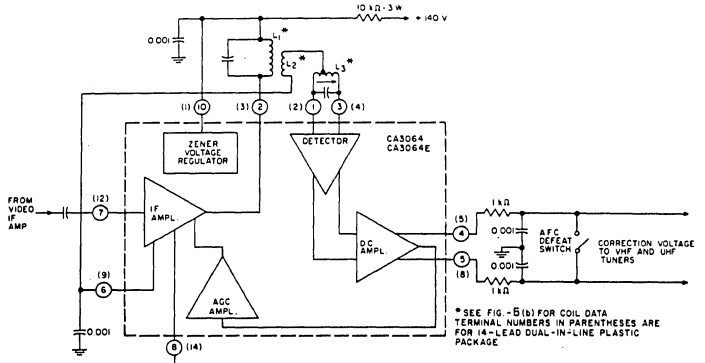 10 kΩ-3 W
+140 V
0.001
L1*
L2*
L3*
(1) 10
(3) 2
(2) 1
3 (4)
ZENER
VOLTAGE
REGULATOR
DETECTOR
CA3064
CA3064E
FROM
VIDEO
IF
AMP
(12)
7
IF
AMPL.
(9)
6
AGC
AMPL.
DC
AMPL.
(5)
4
5
(8)
1 kΩ
0.001
0.001
1 kΩ
A.F.C
DEFEAT
SWITCH
CORRECTION VOLTAGE
TO VHF AND UHF
TUNERS
0.001
8 (14)
* SEE FIG.-5(b) FOR COIL DATA
TERMINAL NUMBERS IN PARENTHESES ARE
FOR 14-LEAD DUAL-IN-LINE PLASTIC
PACKAGE